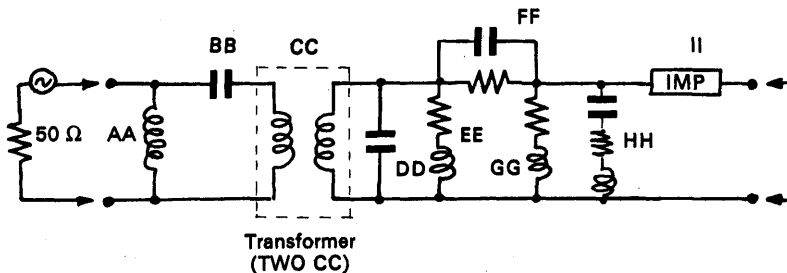 FF
BB
CC
II
IMP
50 Ω
AA
EE
HH
DD
GG
Transformer
(TWO CC)